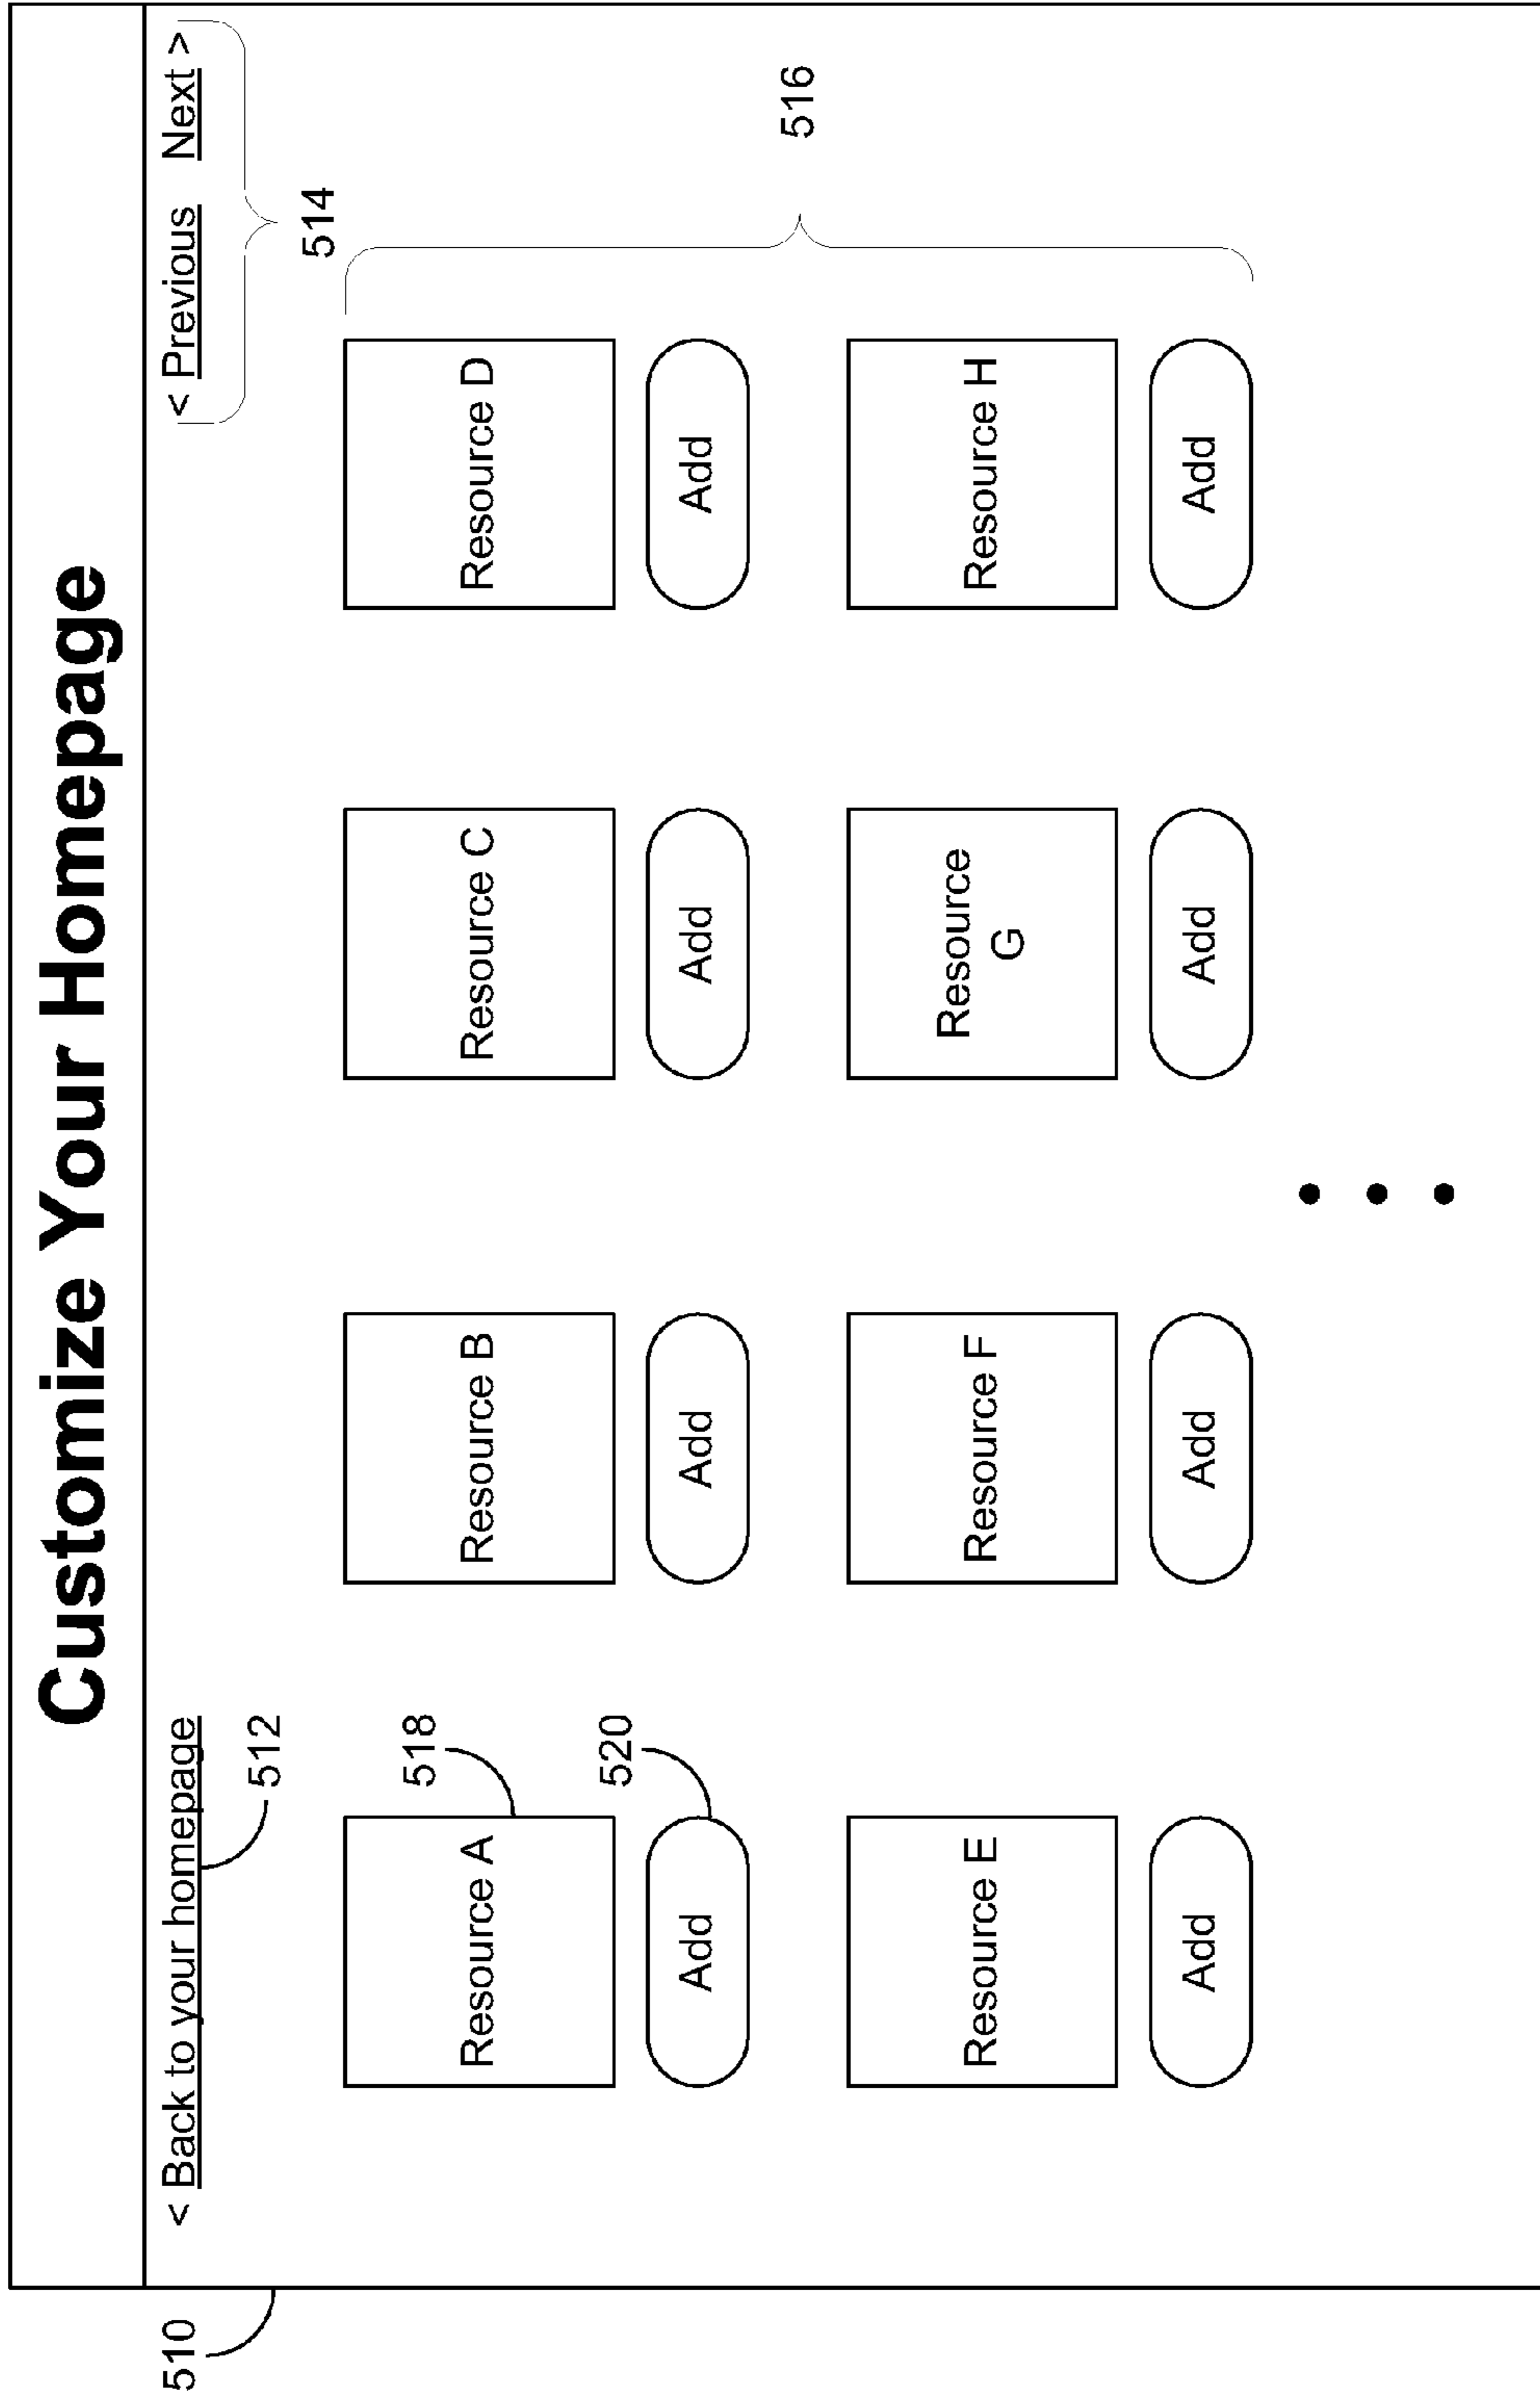 Customize Your Homepage
< Back to your homepage
< Previous Next >
512
514
510
518
516
Resource A
Resource B
Resource C
Resource D
520
Add
Add
Add
Add
Resource E
Resource F
Resource
G
Resource H
Add
Add
Add
Add